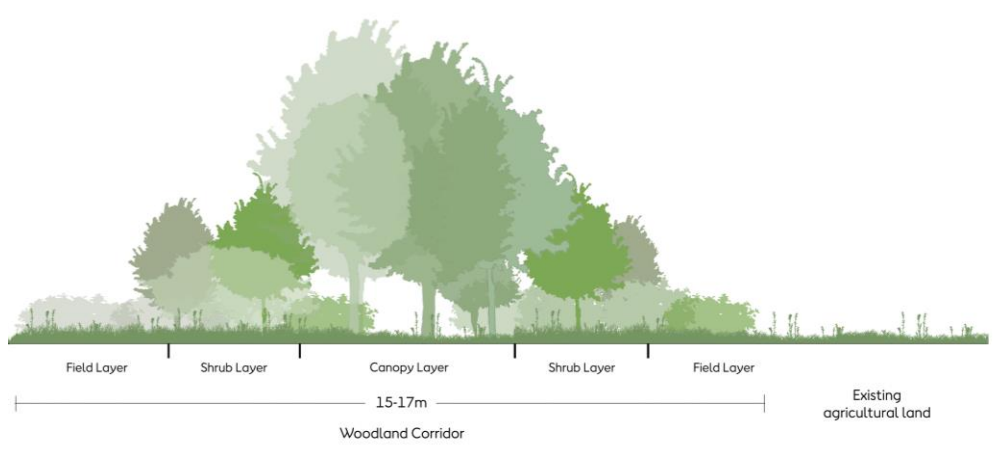 Field Layer
Shrub Layer
Canopy Layer
Shrub Layer
Field Layer
15-17m
Woodland Corridor
Existing
agricultural land